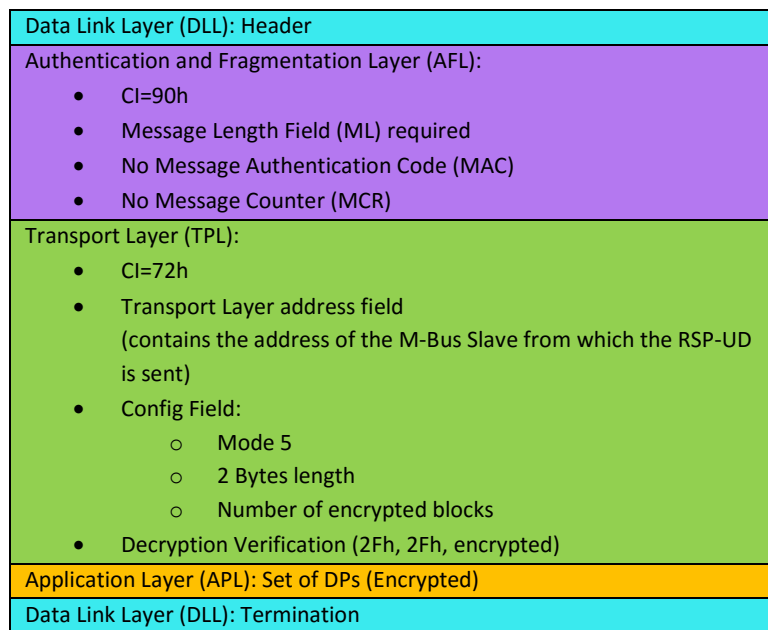 Data Link Layer (DLL): Header
Authentication and Fragmentation Layer (AFL):
• CI=90h
• Message Length Field (ML) required
• No Message Authentication Code (MAC)
• No Message Counter (MCR)
Transport Layer (TPL):
• CI=72h
• Transport Layer address field
(contains the address of the M-Bus Slave from which the RSP-UD
is sent)
• Config Field:
o Mode 5
o 2 Bytes length
o Number of encrypted blocks
• Decryption Verification (2Fh, 2Fh, encrypted)
Application Layer (APL): Set of DPs (Encrypted)
Data Link Layer (DLL): Termination